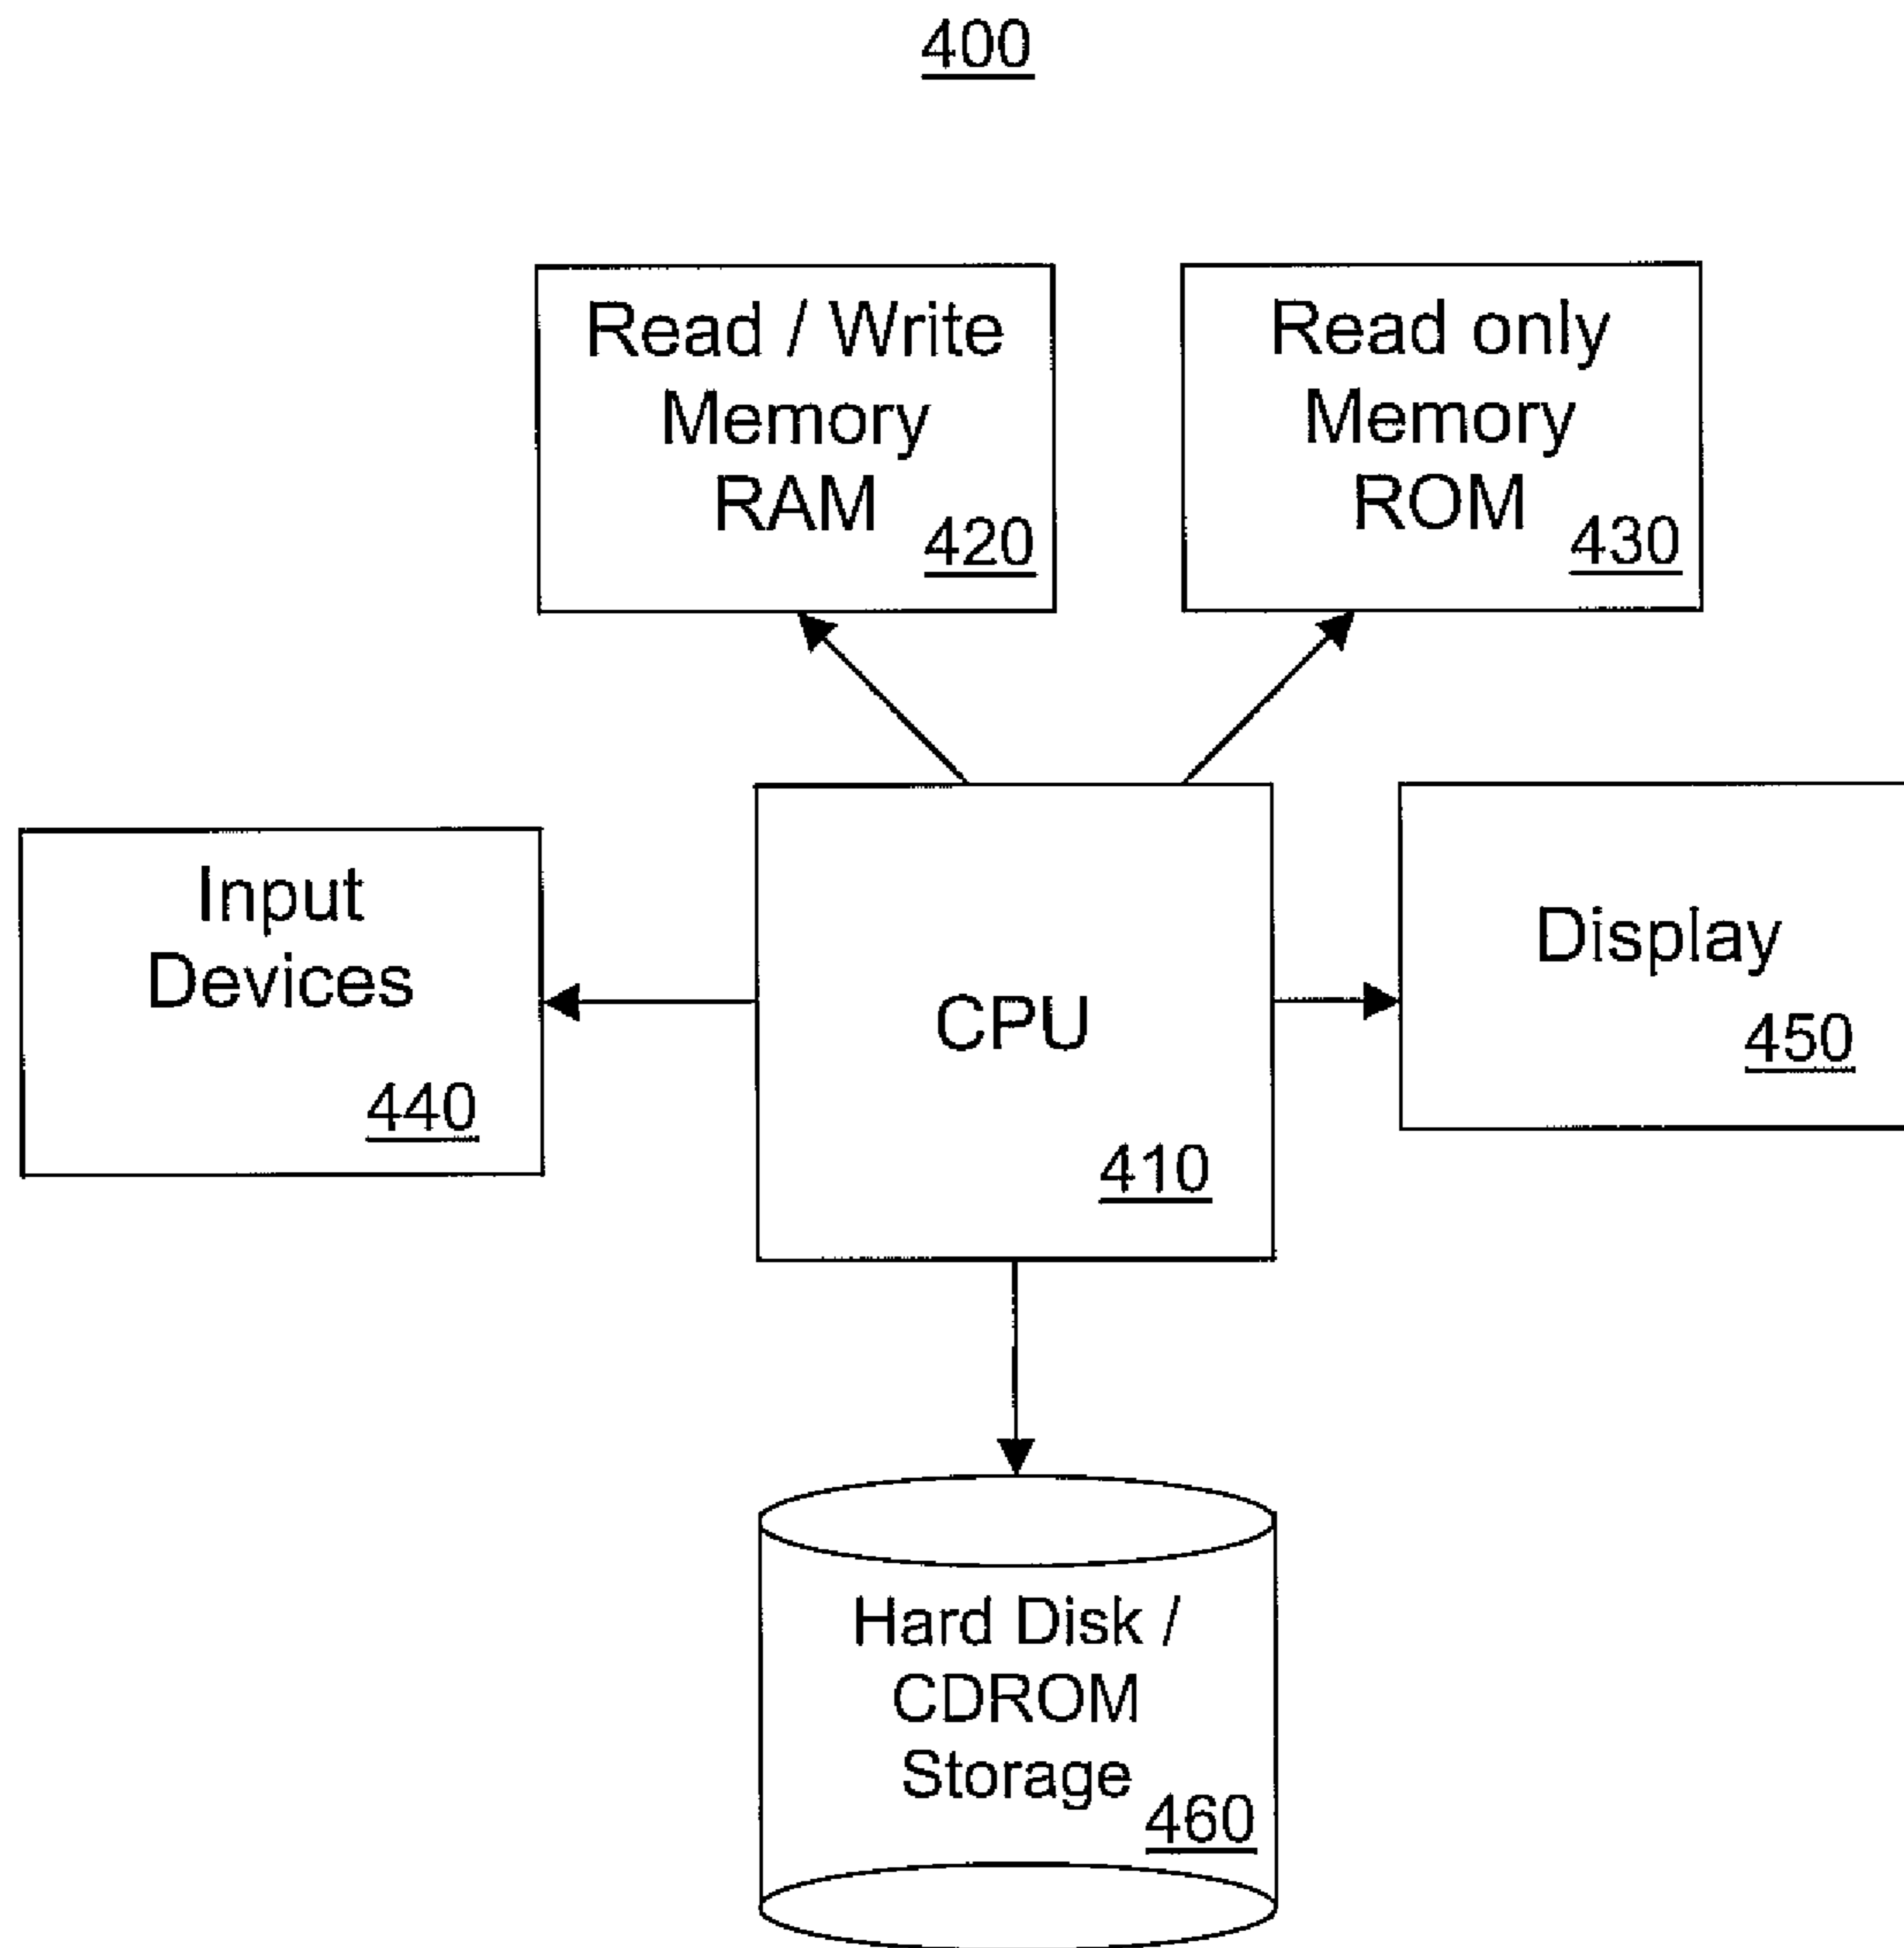 400
Read / Write
Memory
RAM
420
Read only
Memory
ROM
430
Input
Devices
440
CPU
410
Display
450
Hard Disk /
CDROM
Storage
460